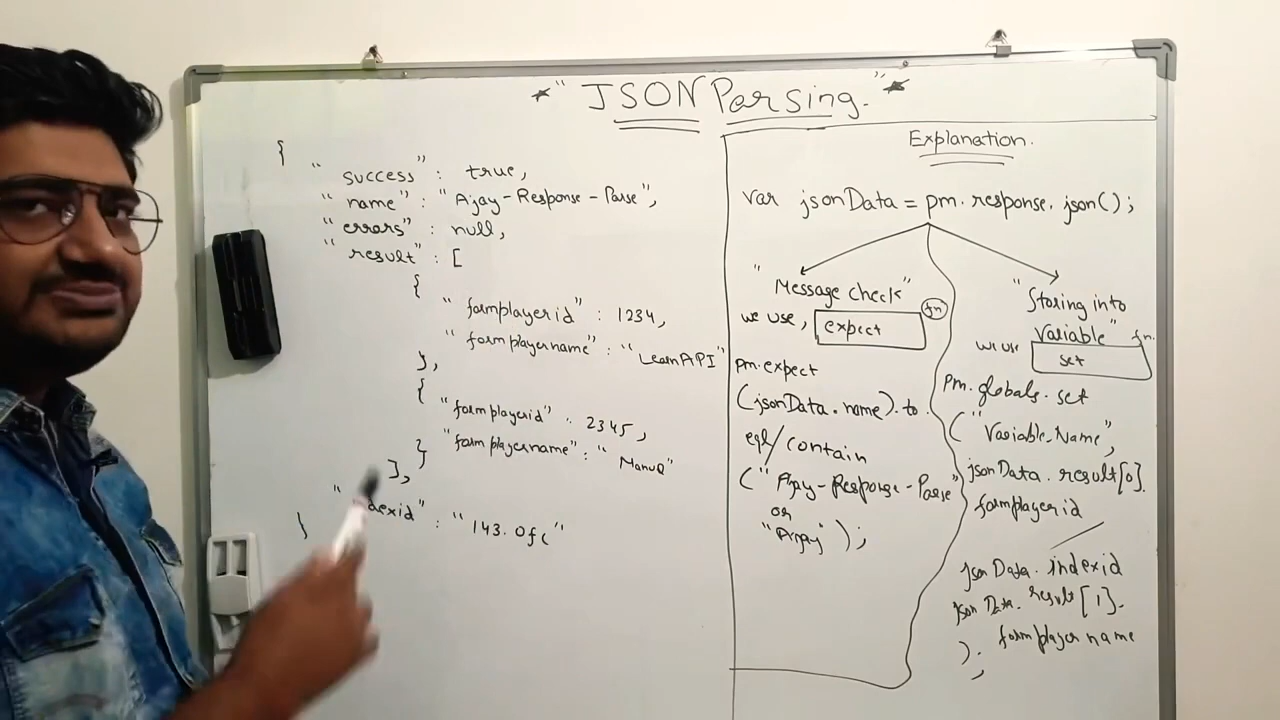 * "JSON Parsing." *
{
"success" : true,
"name" : "Ajay-Response-Parse",
"errors" : null,
"result" : [
{
"formplayerid" : 1234,
"formplayername" : "LearnAPI"
},
{
"formplayerid" : 2345,
"formplayername" : "
}
],
: "143.0fc"
}
Explanation.
var jsonData = pm.response.json();
"Message Check"
we use, expect fn
pm.expect
(jsonData.name).to.
eql/contain
("Ajay-Response-Parse"
or
"Ajay");
"Storing into
Variable" fn.
we use set
pm.globals.set
("Variable_Name",
jsonData.result[0].
formplayerid
jsonData.indexid
jsonData.result[1].
formplayername
);